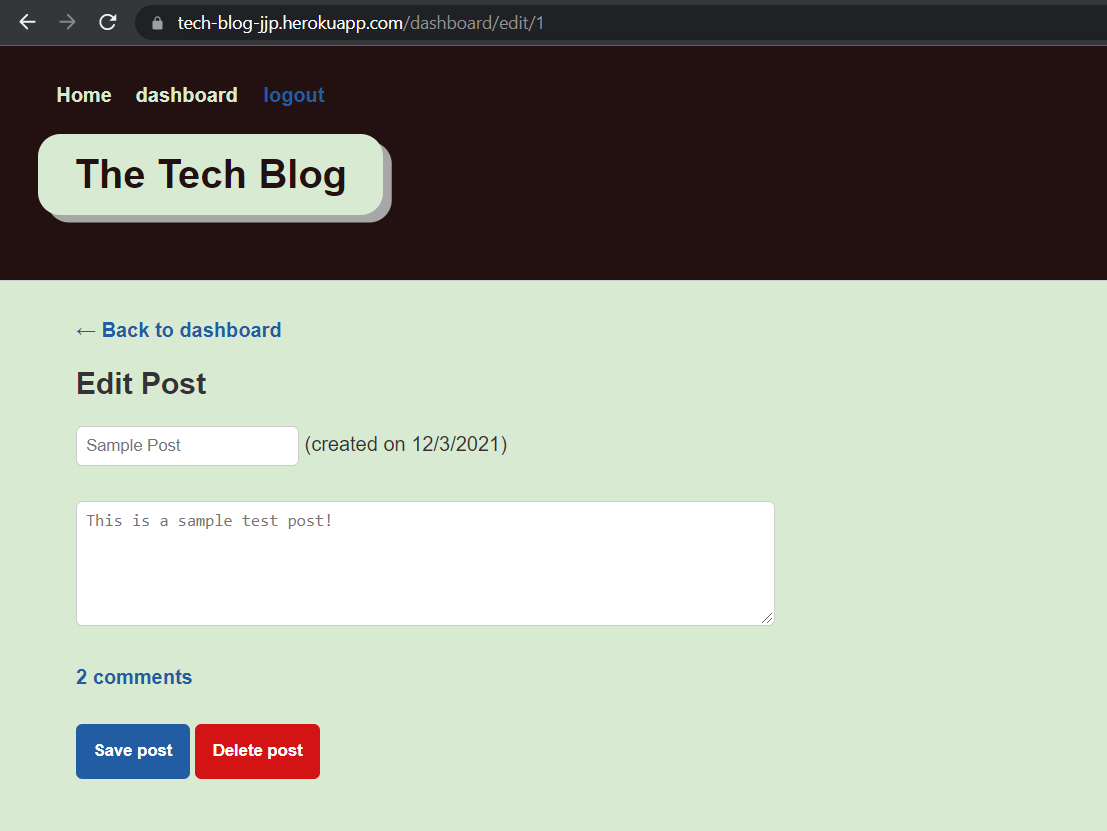 tech-blog-jjp.herokuapp.com/dashboard/edit/1
Home dashboard logout
The Tech Blog
← Back to dashboard
Edit Post
Sample Post (created on 12/3/2021)
This is a sample test post!
2 comments
Save post Delete post